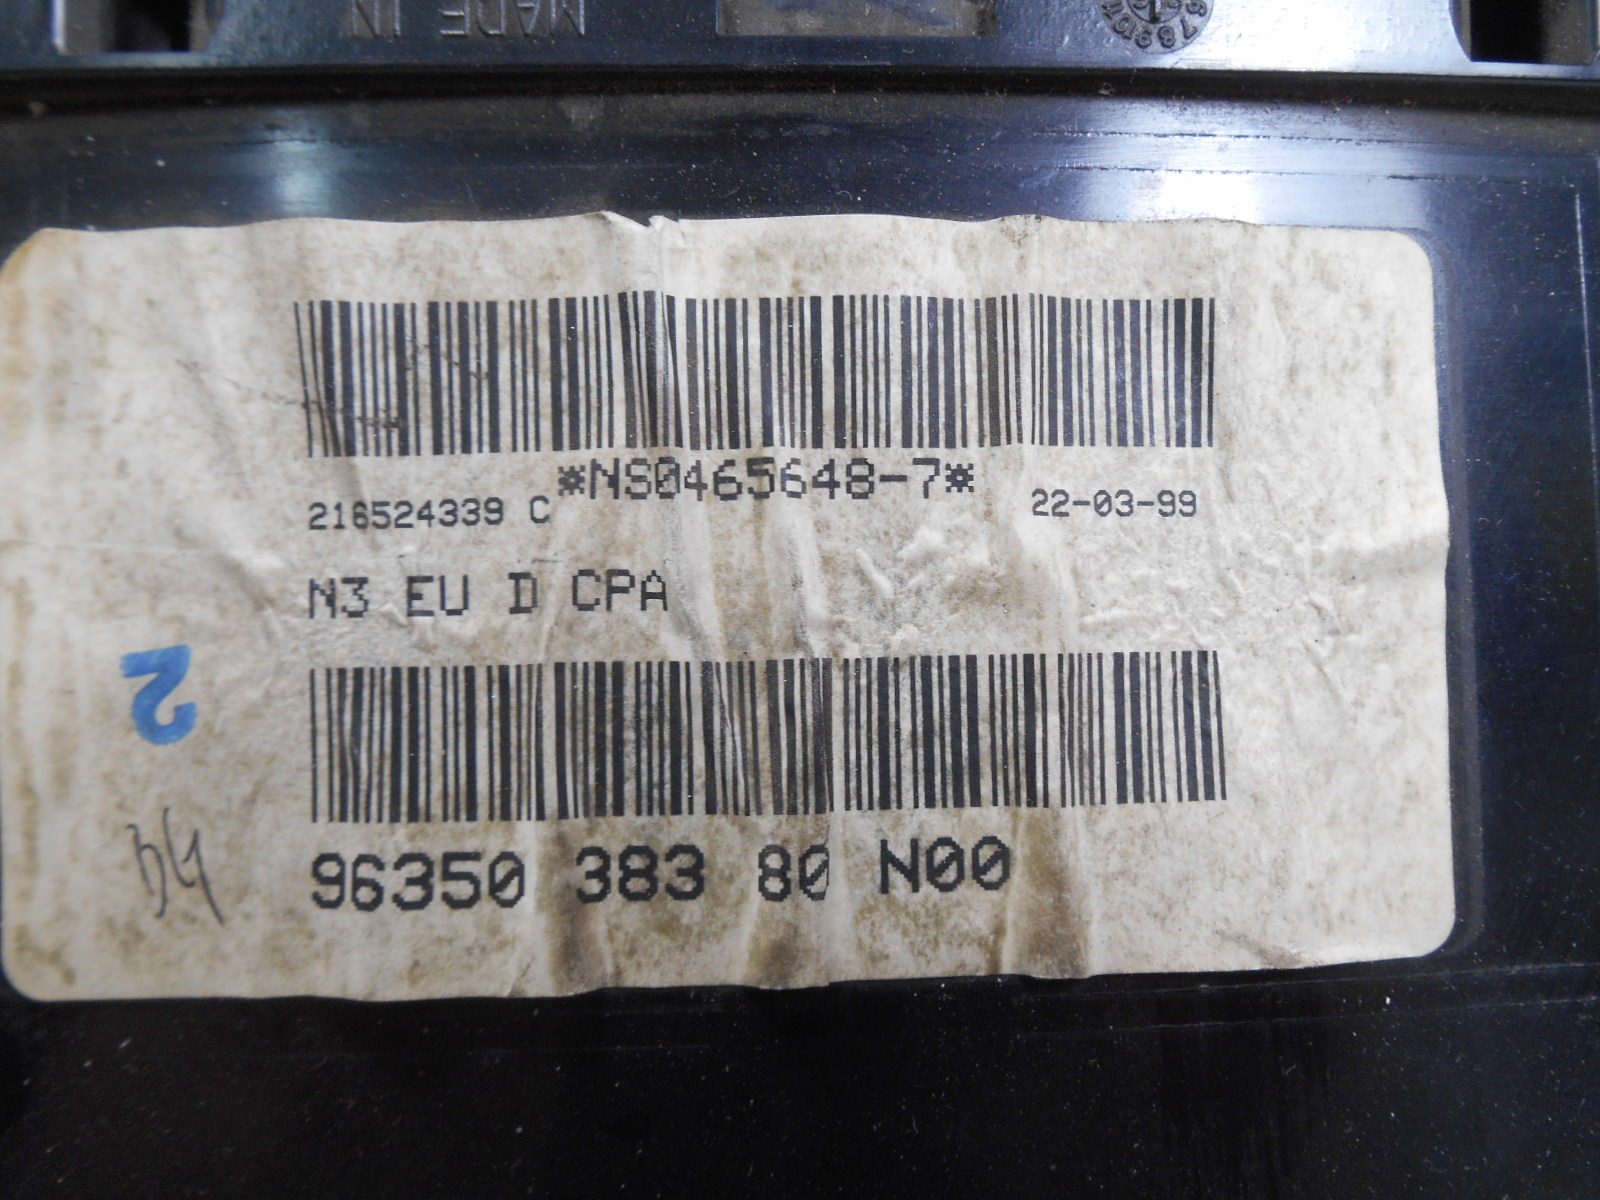 MADE IN
*NS0465648-7*
216524339 C
22-03-99
N3 EU D CPA
2
96350 383 80 N00